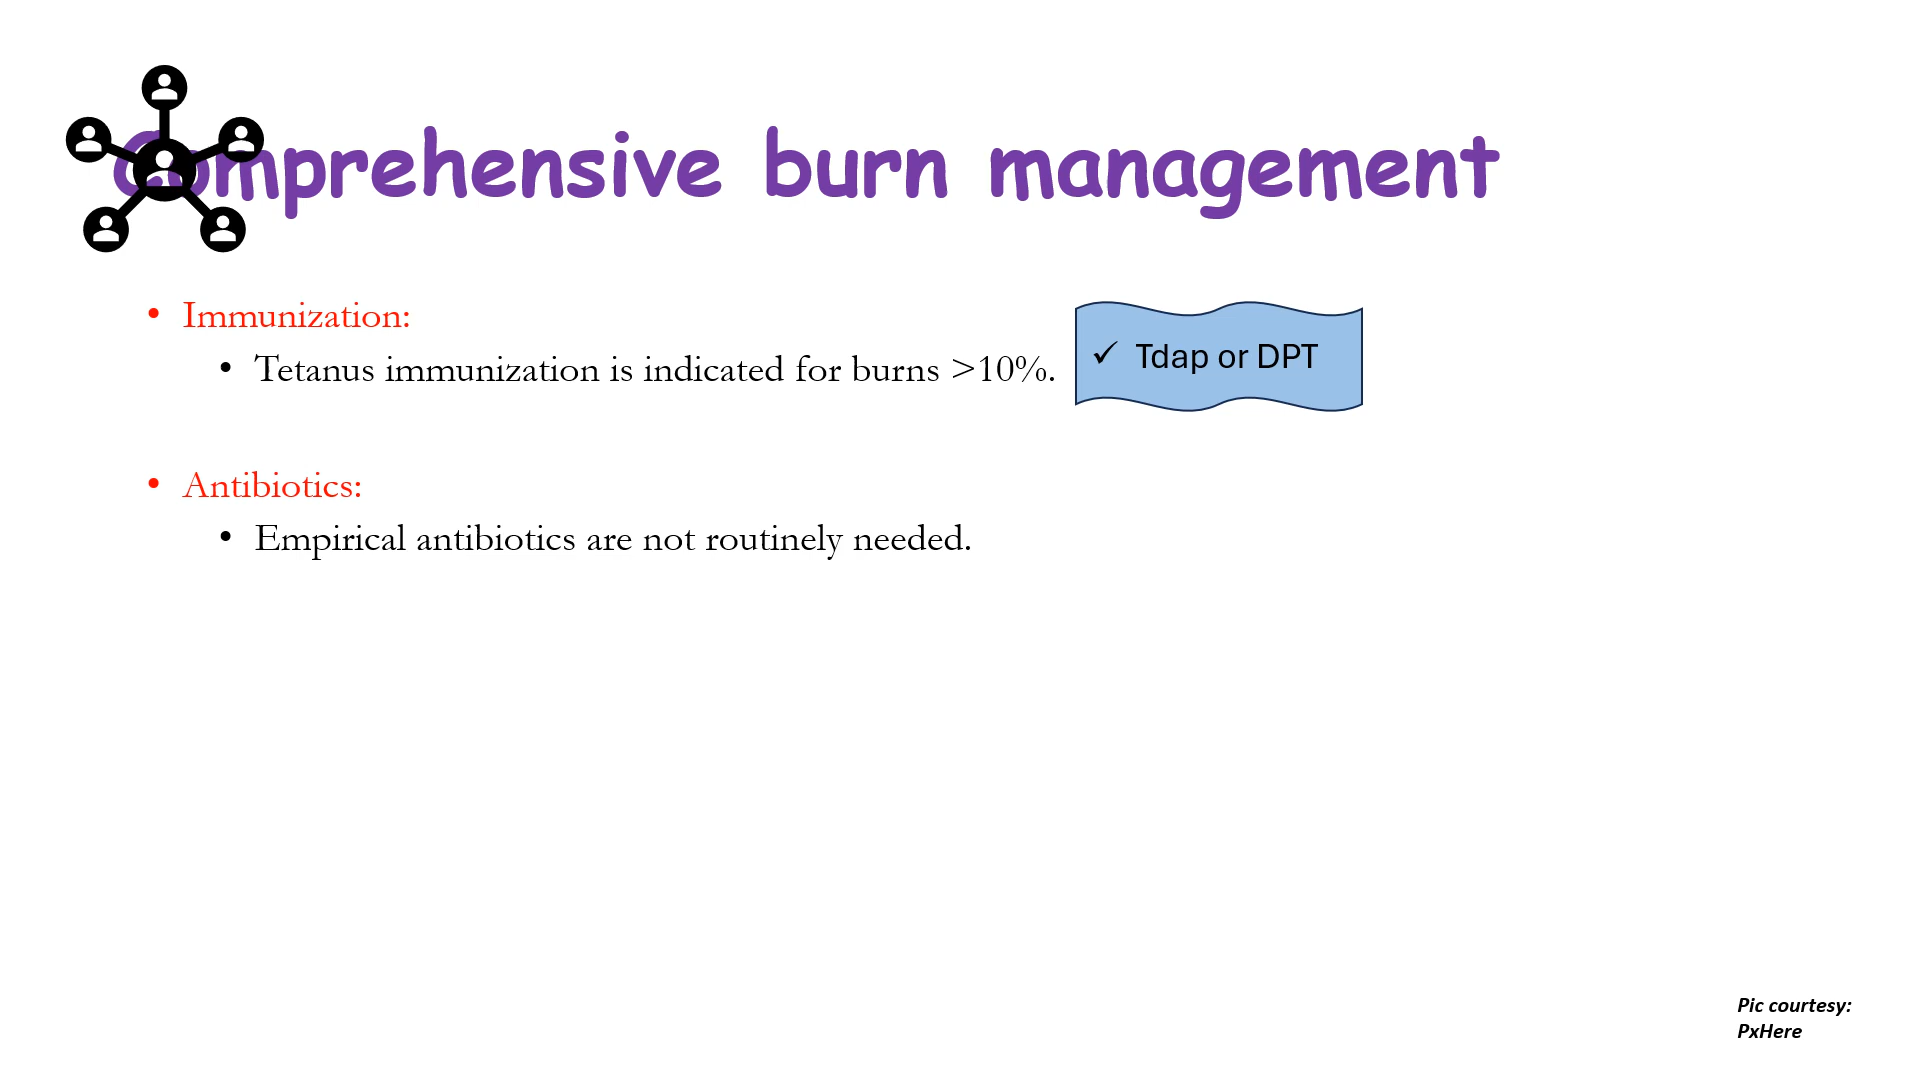 Comprehensive burn management
• Immunization:
• Tetanus immunization is indicated for burns >10%.
✓ Tdap or DPT
• Antibiotics:
• Empirical antibiotics are not routinely needed.
Pic courtesy:
PxHere